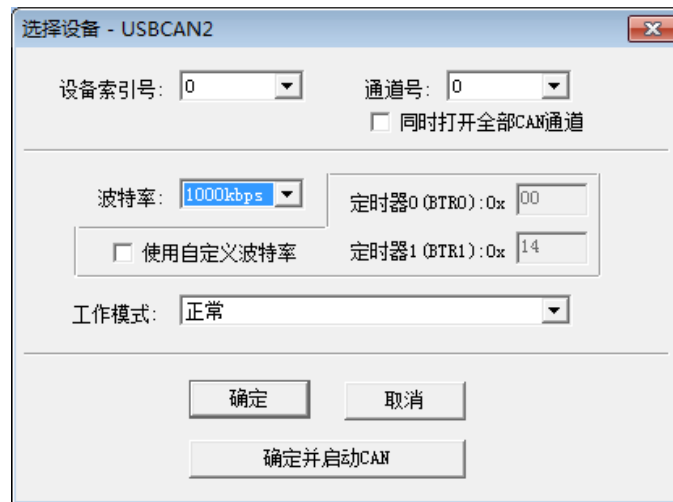 选择设备 - USBCAN2
设备索引号: 0 通道号: 0
同时打开全部CAN通道
波特率: 1000kbps 定时器0(BTR0):0x 00
使用自定义波特率 定时器1(BTR1):0x 14
工作模式: 正常
确定 取消
确定并启动CAN